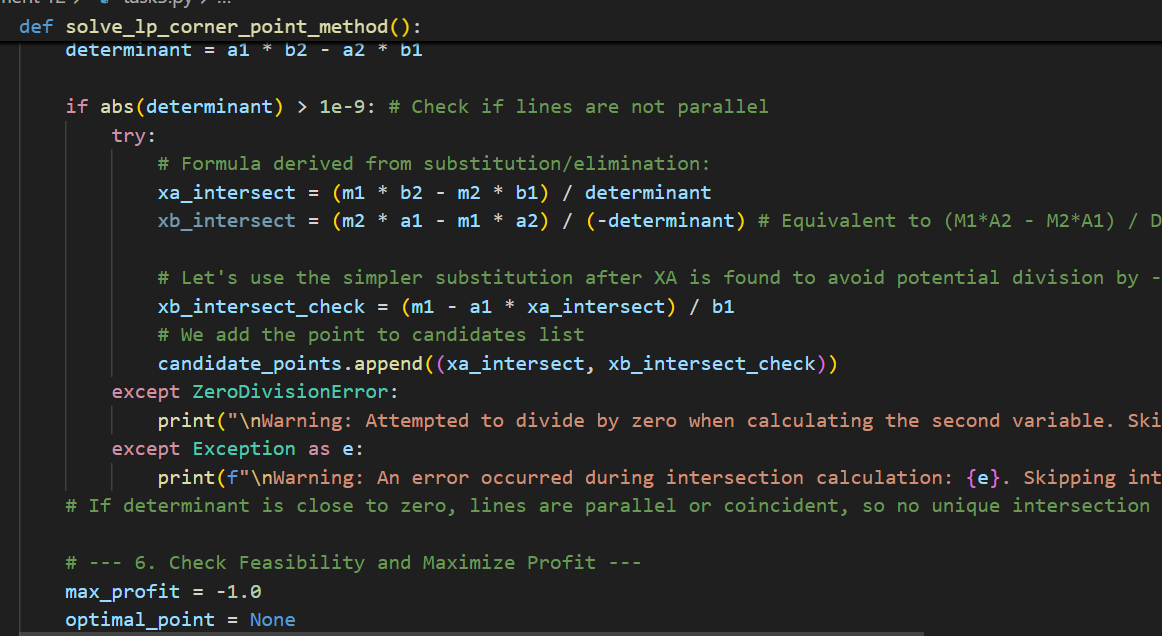 task3.py > ...
def solve_lp_corner_point_method():
determinant = a1 * b2 - a2 * b1
if abs(determinant) > 1e-9: # Check if lines are not parallel
try:
# Formula derived from substitution/elimination:
xa_intersect = (m1 * b2 - m2 * b1) / determinant
xb_intersect = (m2 * a1 - m1 * a2) / (-determinant) # Equivalent to (M1*A2 - M2*A1) / D
# Let's use the simpler substitution after XA is found to avoid potential division by -
xb_intersect_check = (m1 - a1 * xa_intersect) / b1
# We add the point to candidates list
candidate_points.append((xa_intersect, xb_intersect_check))
except ZeroDivisionError:
print("\nWarning: Attempted to divide by zero when calculating the second variable. Ski
except Exception as e:
print(f"\nWarning: An error occurred during intersection calculation: {e}. Skipping int
# If determinant is close to zero, lines are parallel or coincident, so no unique intersection
# --- 6. Check Feasibility and Maximize Profit ---
max_profit = -1.0
optimal_point = None